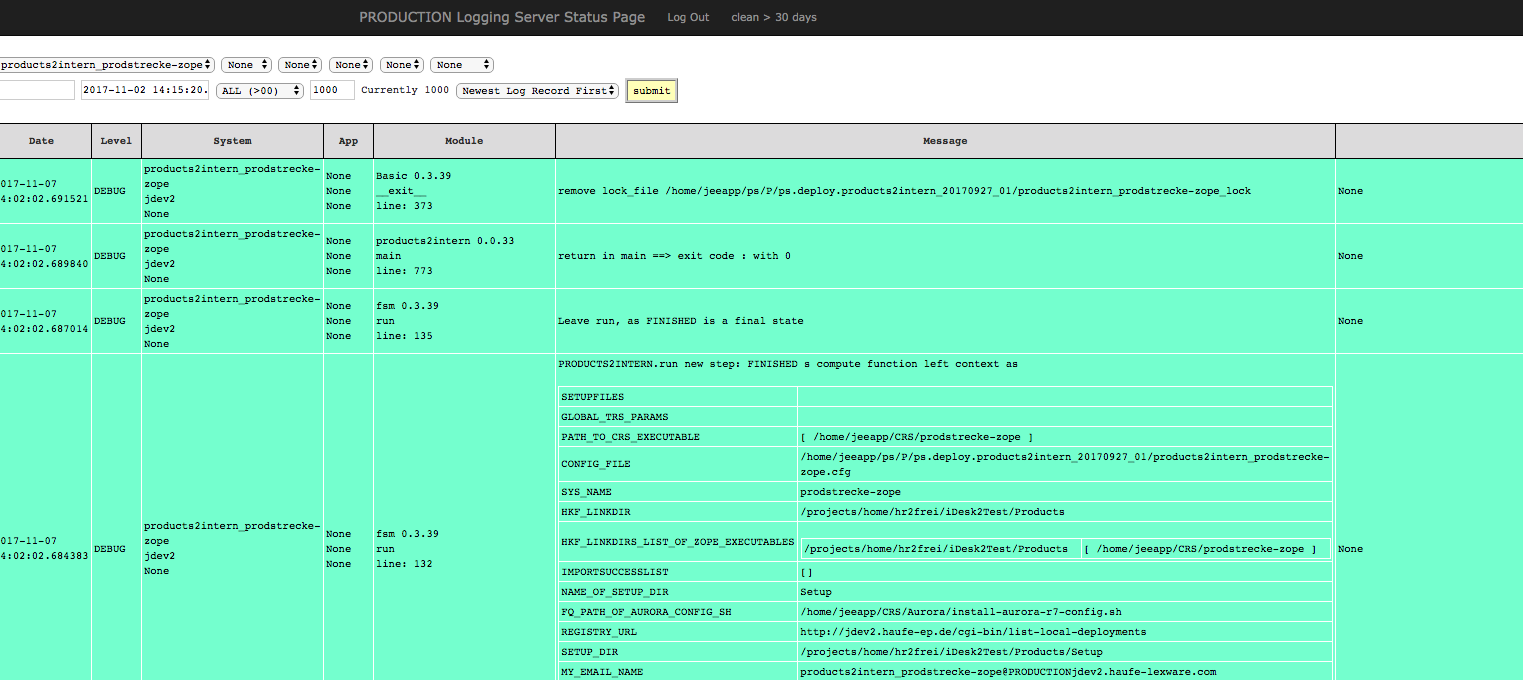 PRODUCTION Logging Server Status Page Log Out clean > 30 days
products2intern_prodstrecke-zope None None None None None
2017-11-02 14:15:20. ALL (>00) 1000 Currently 1000 Newest Log Record First submit
Date Level System App Module Message
017-11-07
4:02:02.691521
DEBUG
products2intern_prodstrecke-
zope
jdev2
None
None
None
None
Basic 0.3.39
__exit__
line: 373
remove lock_file /home/jeeapp/ps/P/ps.deploy.products2intern_20170927_01/products2intern_prodstrecke-zope_lock
None
017-11-07
4:02:02.689840
DEBUG
products2intern_prodstrecke-
zope
jdev2
None
None
None
None
products2intern 0.0.33
main
line: 773
return in main ==> exit code : with 0
None
017-11-07
4:02:02.687014
DEBUG
products2intern_prodstrecke-
zope
jdev2
None
None
None
None
fsm 0.3.39
run
line: 135
Leave run, as FINISHED is a final state
None
017-11-07
4:02:02.684383
DEBUG
products2intern_prodstrecke-
zope
jdev2
None
None
None
None
fsm 0.3.39
run
line: 132
PRODUCTS2INTERN.run new step: FINISHED s compute function left context as
SETUPFILES
GLOBAL_TRS_PARAMS
PATH_TO_CRS_EXECUTABLE [ /home/jeeapp/CRS/prodstrecke-zope ]
CONFIG_FILE /home/jeeapp/ps/P/ps.deploy.products2intern_20170927_01/products2intern_prodstrecke-
zope.cfg
SYS_NAME prodstrecke-zope
HKF_LINKDIR /projects/home/hr2frei/iDesk2Test/Products
HKF_LINKDIRS_LIST_OF_ZOPE_EXECUTABLES /projects/home/hr2frei/iDesk2Test/Products [ /home/jeeapp/CRS/prodstrecke-zope ]
IMPORTSUCCESSLIST []
NAME_OF_SETUP_DIR Setup
FQ_PATH_OF_AURORA_CONFIG_SH /home/jeeapp/CRS/Aurora/install-aurora-r7-config.sh
REGISTRY_URL http://jdev2.haufe-ep.de/cgi-bin/list-local-deployments
SETUP_DIR /projects/home/hr2frei/iDesk2Test/Products/Setup
MY_EMAIL_NAME products2intern_prodstrecke-zope@PRODUCTIONjdev2.haufe-lexware.com
None